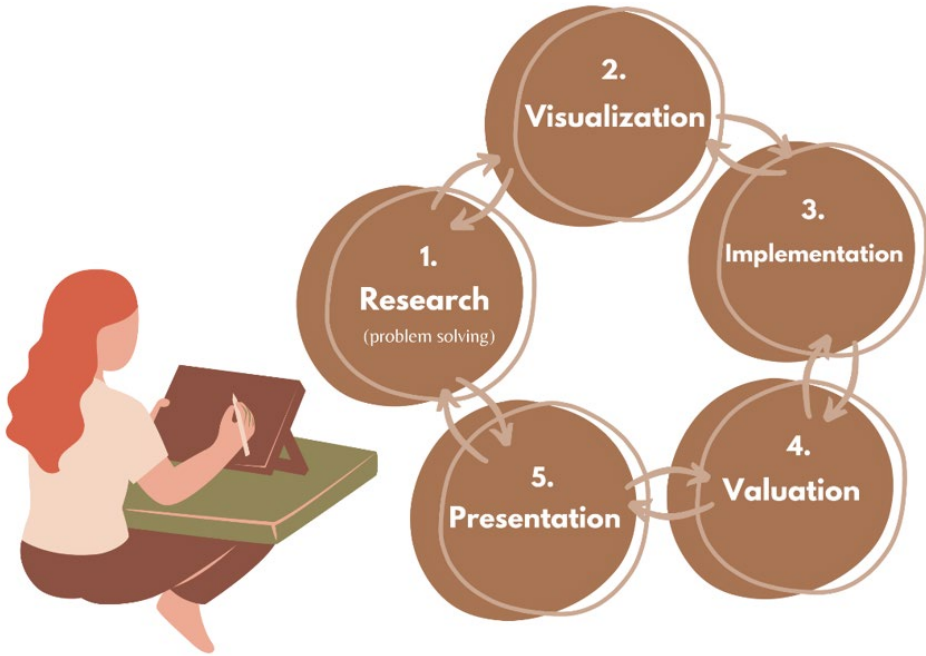 1.
Research
(problem solving)
2.
Visualization
3.
Implementation
4.
Valuation
5.
Presentation